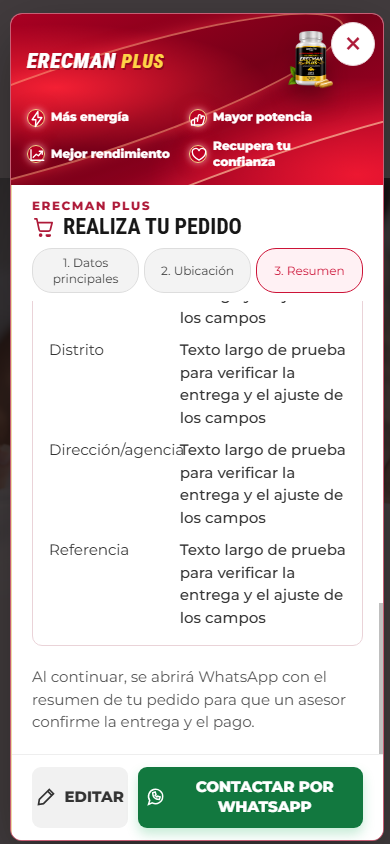 ERECMAN PLUS
Más energía
Mayor potencia
Mejor rendimiento
Recupera tu
confianza
ERECMAN PLUS
REALIZA TU PEDIDO
1. Datos
principales
2. Ubicación
3. Resumen
los campos
Distrito
Texto largo de prueba
para verificar la
entrega y el ajuste de
los campos
Dirección/agencia
Texto largo de prueba
para verificar la
entrega y el ajuste de
los campos
Referencia
Texto largo de prueba
para verificar la
entrega y el ajuste de
los campos
Al continuar, se abrirá WhatsApp con el
resumen de tu pedido para que un asesor
confirme la entrega y el pago.
EDITAR
CONTACTAR POR
WHATSAPP